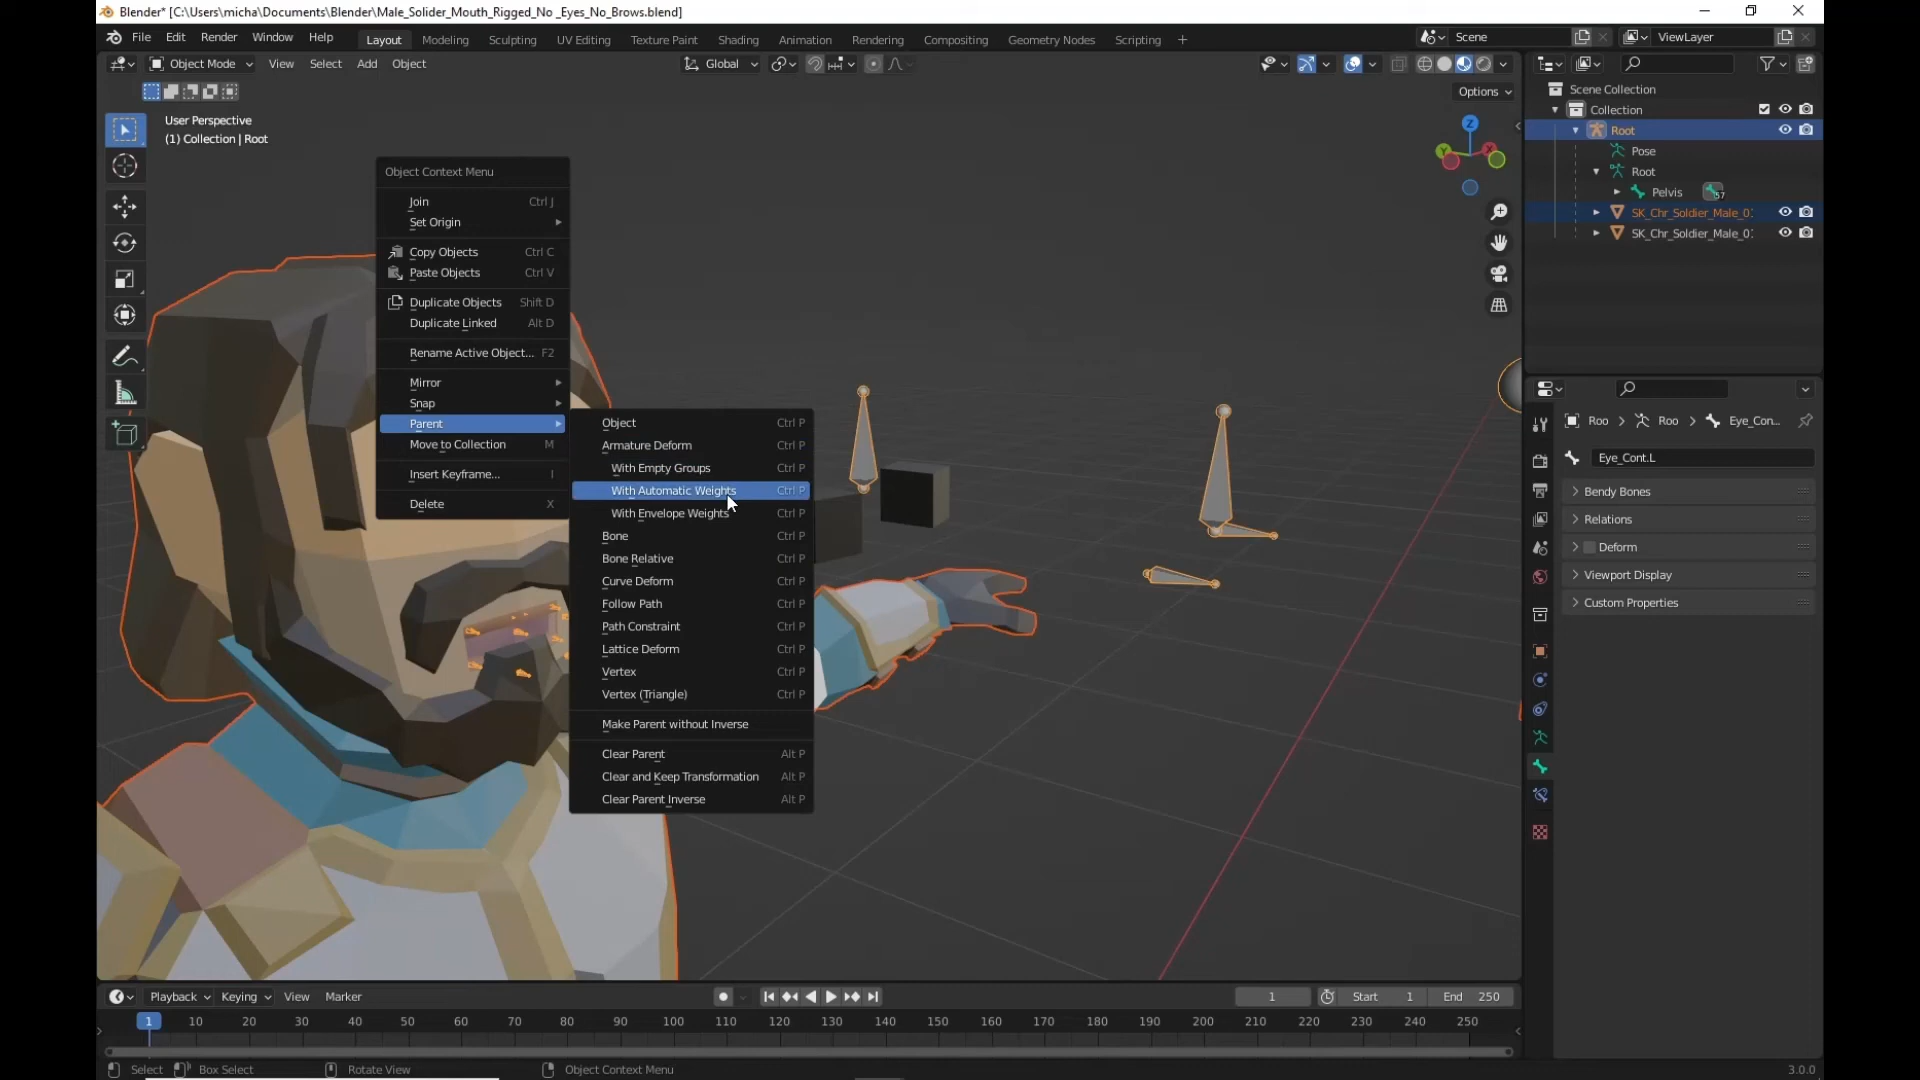 Blender* [C:\Users\micha\Documents\Blender\Male_Solider_Mouth_Rigged_No _Eyes_No_Brows.blend]
File Edit Render Window Help Layout Modeling Sculpting UV Editing Texture Paint Shading Animation Rendering Compositing Geometry Nodes Scripting + Scene ViewLayer
Object Mode View Select Add Object Global
Options
User Perspective
(1) Collection | Root
Z
Y
X
Object Context Menu
Join Ctrl J
Set Origin
Copy Objects Ctrl C
Paste Objects Ctrl V
Duplicate Objects Shift D
Duplicate Linked Alt D
Rename Active Object... F2
Mirror
Snap
Parent
Move to Collection M
Insert Keyframe... I
Delete X
Object Ctrl P
Armature Deform Ctrl P
With Empty Groups Ctrl P
With Automatic Weights Ctrl P
With Envelope Weights Ctrl P
Bone Ctrl P
Bone Relative Ctrl P
Curve Deform Ctrl P
Follow Path Ctrl P
Path Constraint Ctrl P
Lattice Deform Ctrl P
Vertex Ctrl P
Vertex (Triangle) Ctrl P
Make Parent without Inverse
Clear Parent Alt P
Clear and Keep Transformation Alt P
Clear Parent Inverse Alt P
Scene Collection
Collection
Root
Pose
Root
Pelvis 57
SK_Chr_Soldier_Male_0
SK_Chr_Soldier_Male_0
Roo > Roo > Eye_Con...
Eye_Cont.L
Bendy Bones
Relations
Deform
Viewport Display
Custom Properties
Playback Keying View Marker 1 Start 1 End 250
1 10 20 30 40 50 60 70 80 90 100 110 120 130 140 150 160 170 180 190 200 210 220 230 240 250
Select Box Select Rotate View Object Context Menu 3.0.0